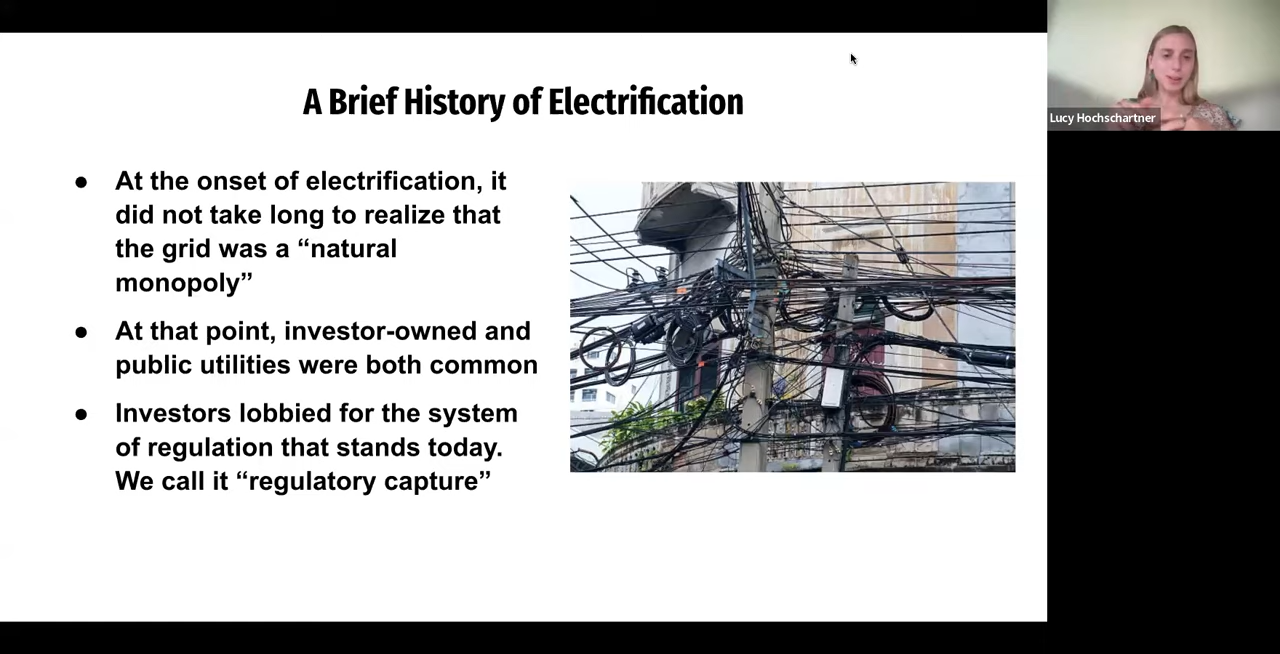 A Brief History of Electrification
● At the onset of electrification, it
did not take long to realize that
the grid was a “natural
monopoly”
● At that point, investor-owned and
public utilities were both common
● Investors lobbied for the system
of regulation that stands today.
We call it “regulatory capture”
Lucy Hochschartner